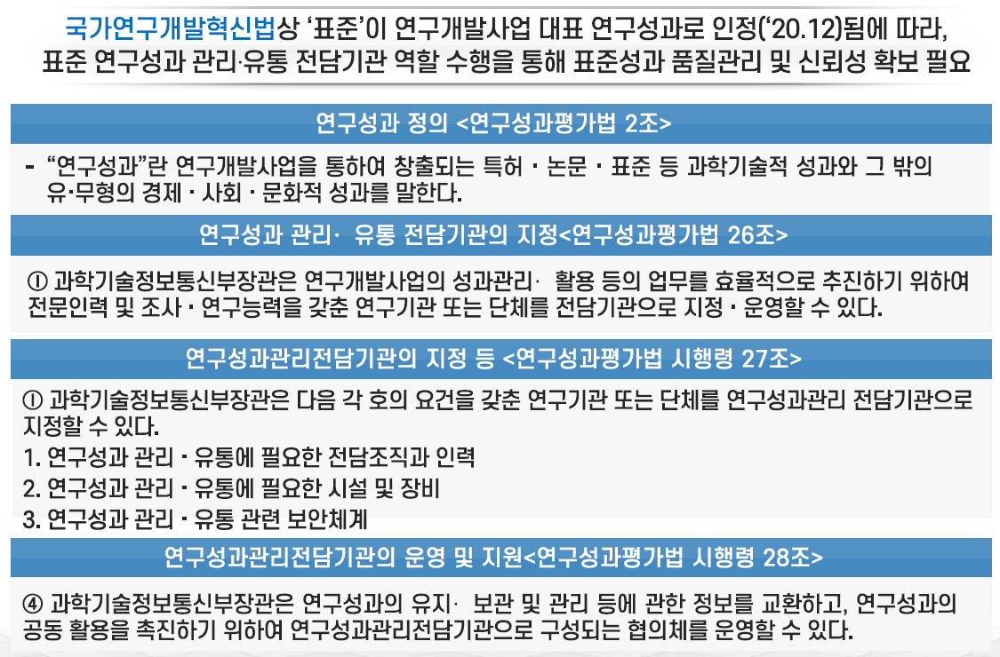 국가연구개발혁신법상 ‘표준’이 연구개발사업 대표 연구성과로 인정(‘20.12)됨에 따라,
표준 연구성과 관리·유통 전담기관 역할 수행을 통해 표준성과 품질관리 및 신뢰성 확보 필요
연구성과 정의 <연구성과평가법 2조>
- “연구성과”란 연구개발사업을 통하여 창출되는 특허・논문・표준 등 과학기술적 성과와 그 밖의
유·무형의 경제・사회・문화적 성과를 말한다.
연구성과 관리· 유통 전담기관의 지정<연구성과평가법 26조>
① 과학기술정보통신부장관은 연구개발사업의 성과관리· 활용 등의 업무를 효율적으로 추진하기 위하여
전문인력 및 조사・연구능력을 갖춘 연구기관 또는 단체를 전담기관으로 지정・운영할 수 있다.
연구성과관리전담기관의 지정 등 <연구성과평가법 시행령 27조>
① 과학기술정보통신부장관은 다음 각 호의 요건을 갖춘 연구기관 또는 단체를 연구성과관리 전담기관으로
지정할 수 있다.
1. 연구성과 관리・유통에 필요한 전담조직과 인력
2. 연구성과 관리・유통에 필요한 시설 및 장비
3. 연구성과 관리・유통 관련 보안체계
연구성과관리전담기관의 운영 및 지원<연구성과평가법 시행령 28조>
④ 과학기술정보통신부장관은 연구성과의 유지· 보관 및 관리 등에 관한 정보를 교환하고, 연구성과의
공동 활용을 촉진하기 위하여 연구성과관리전담기관으로 구성되는 협의체를 운영할 수 있다.